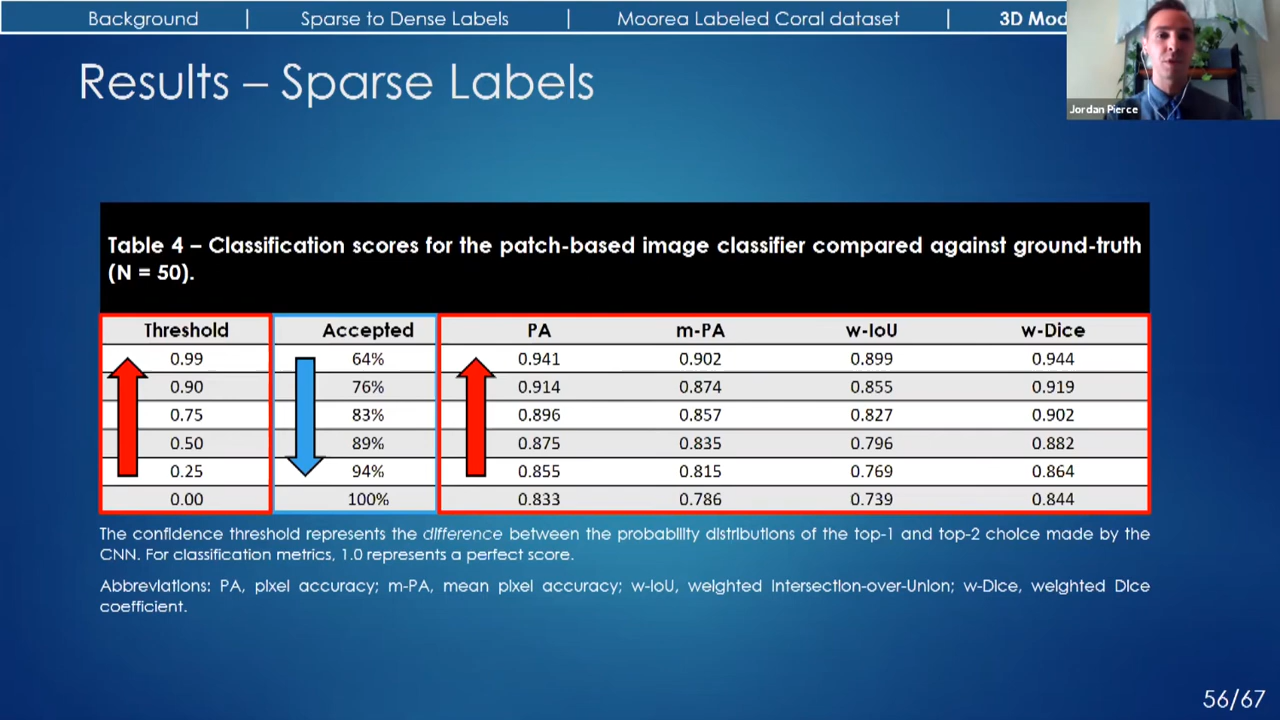 Background | Sparse to Dense Labels | Moorea Labeled Coral dataset | 3D Mod
Jordan Pierce
Results – Sparse Labels
Table 4 – Classification scores for the patch-based image classifier compared against ground-truth
(N = 50).
Threshold Accepted PA m-PA w-IoU w-Dice
0.99 64% 0.941 0.902 0.899 0.944
0.90 76% 0.914 0.874 0.855 0.919
0.75 83% 0.896 0.857 0.827 0.902
0.50 89% 0.875 0.835 0.796 0.882
0.25 94% 0.855 0.815 0.769 0.864
0.00 100% 0.833 0.786 0.739 0.844
The confidence threshold represents the difference between the probability distributions of the top-1 and top-2 choice made by the
CNN. For classification metrics, 1.0 represents a perfect score.
Abbreviations: PA, pixel accuracy; m-PA, mean pixel accuracy; w-IoU, weighted Intersection-over-Union; w-Dice, weighted Dice
coefficient.
56/67